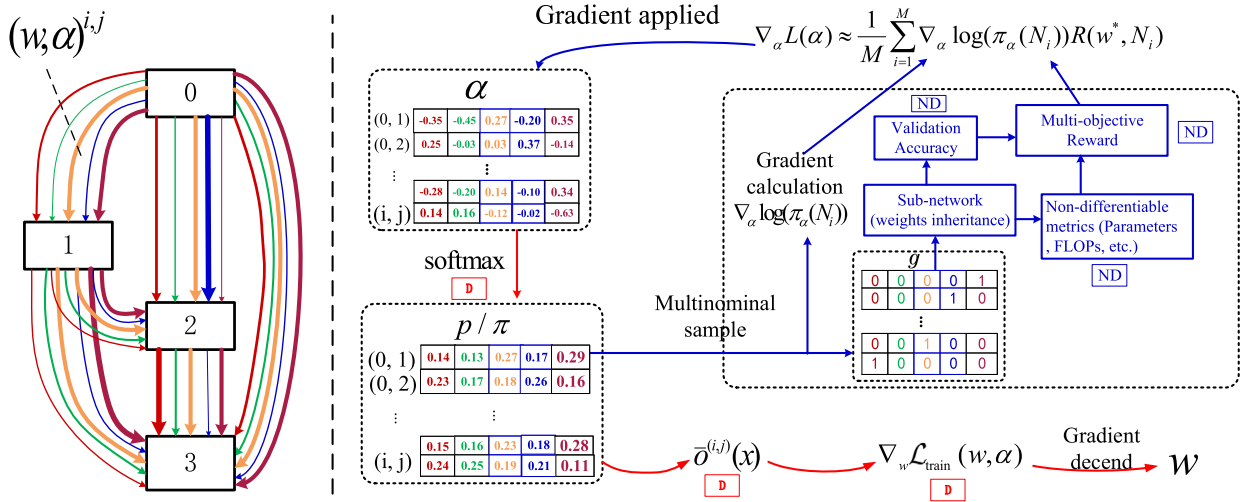 (w,α)^{i,j}
0
1
2
3
Gradient applied
∇_α L(α) ≈ \frac{1}{M} \sum_{i=1}^{M} ∇_α log(π_α(N_i))R(w^*, N_i)
α
(0, 1) -0.35 -0.45 0.27 -0.20 0.35
(0, 2) 0.25 -0.03 0.03 0.37 -0.14
...
-0.28 -0.20 0.14 -0.10 0.34
(i, j) 0.14 0.16 -0.12 -0.02 -0.63
softmax
D
p / π
(0, 1) 0.14 0.13 0.27 0.17 0.29
(0, 2) 0.23 0.17 0.18 0.26 0.16
...
0.15 0.16 0.23 0.18 0.28
(i, j) 0.24 0.25 0.19 0.21 0.11
Multinominal
sample
Gradient
calculation
∇_α log(π_α(N_i))
ND
Validation
Accuracy
Multi-objective
Reward
ND
Sub-network
(weights inheritance)
Non-differentiable
metrics (Parameters
, FLOPs, etc.)
ND
g
0 0 0 0 1
0 0 0 1 0
...
0 0 1 0 0
1 0 0 0 0
o̅^{(i,j)}(x)
D
∇_w ℒ_train (w,α)
D
Gradient
decend
w